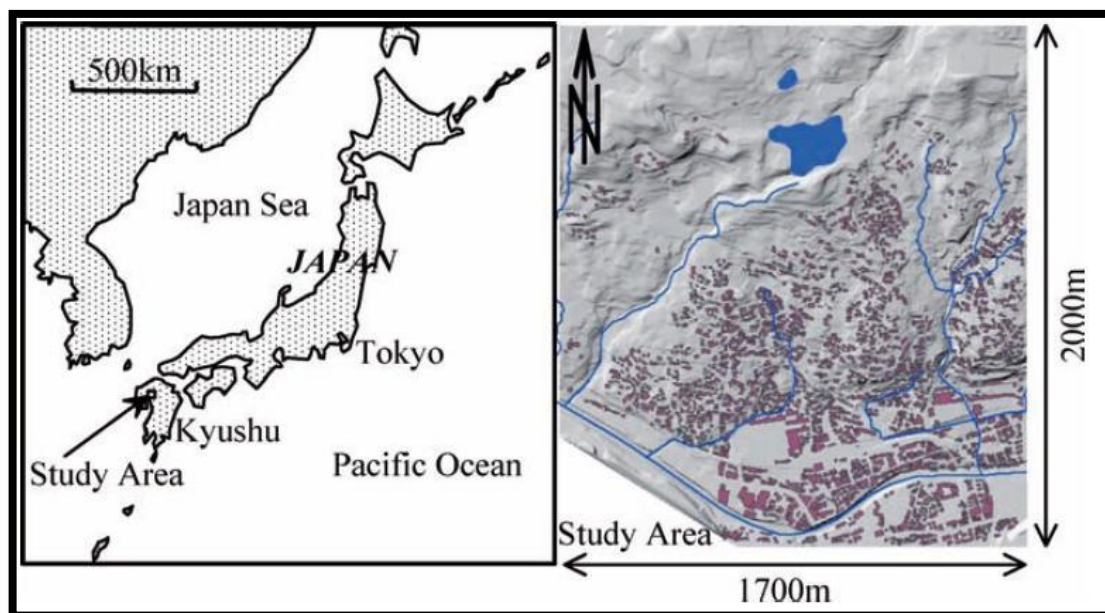 500km
Japan Sea
JAPAN
Tokyo
Kyushu
Study Area
Pacific Ocean
N
2000m
Study Area
1700m